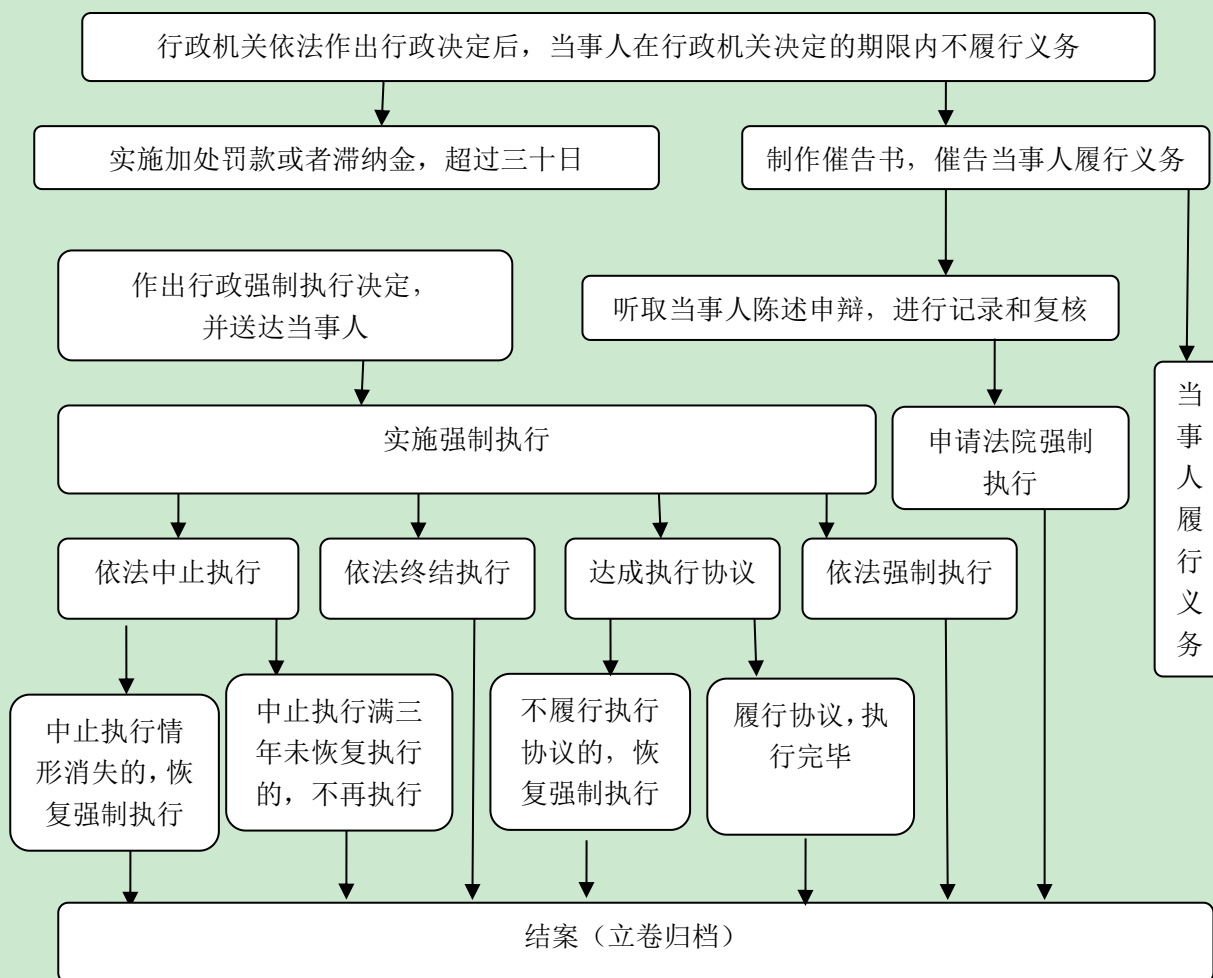 行政机关依法作出行政决定后，当事人在行政机关决定的期限内不履行义务
实施加处罚款或者滞纳金，超过三十日
制作催告书，催告当事人履行义务
作出行政强制执行决定，
并送达当事人
听取当事人陈述申辩，进行记录和复核
实施强制执行
申请法院强制
执行
当
事
人
履
行
义
务
依法中止执行
依法终结执行
达成执行协议
依法强制执行
中止执行情
形消失的，恢
复强制执行
中止执行满三
年未恢复执行
的，不再执行
不履行执行
协议的，恢
复强制执行
履行协议，执
行完毕
结案（立卷归档）